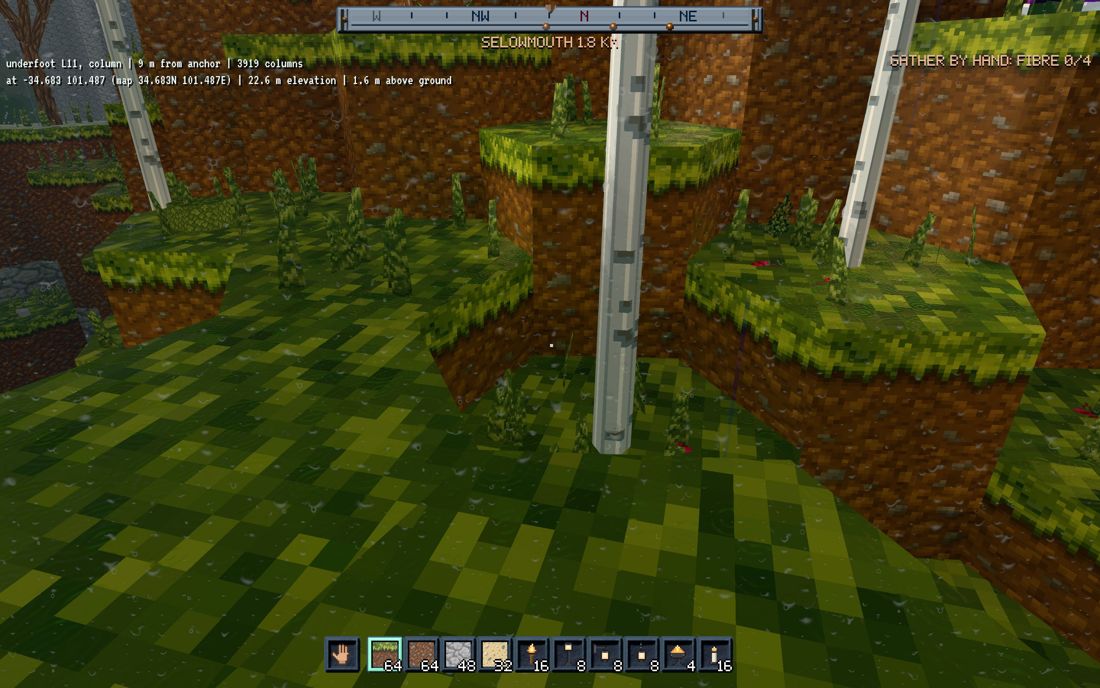 W NW N NE
SELOWMOUTH 1.8 KM
underfoot L11, column | 9 m from anchor | 3919 columns
GATHER BY HAND: FIBRE 0/4
at -34.683 101.487 (map 34.683N 101.487E) | 22.6 m elevation | 1.6 m above ground
64 64 48 32 16 8 8 8 4 16